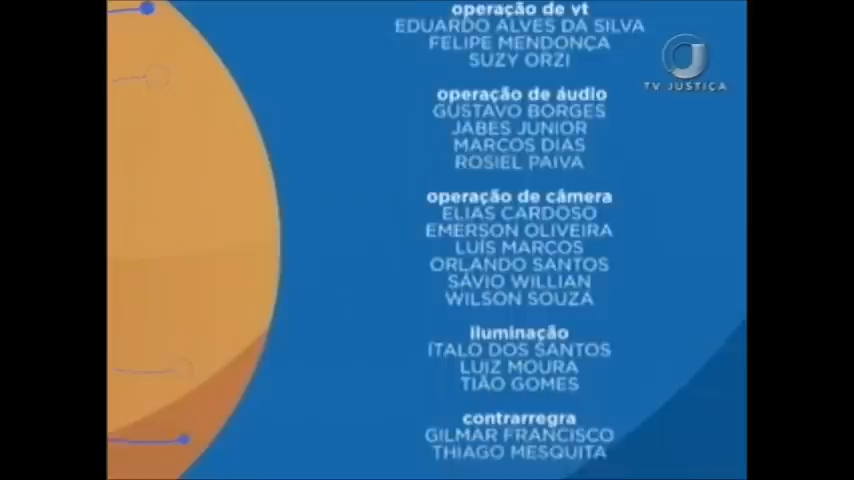 operação de vt
EDUARDO ALVES DA SILVA
FELIPE MENDONÇA
SUZY ORZI
TV JUSTIÇA
operação de áudio
GUSTAVO BORGES
JABES JUNIOR
MARCOS DIAS
ROSIEL PAIVA
operação de câmera
ELIAS CARDOSO
EMERSON OLIVEIRA
LUÍS MARCOS
ORLANDO SANTOS
SÁVIO WILLIAN
WILSON SOUZA
iluminação
ÍTALO DOS SANTOS
LUIZ MOURA
TIÃO GOMES
contrarregra
GILMAR FRANCISCO
THIAGO MESQUITA